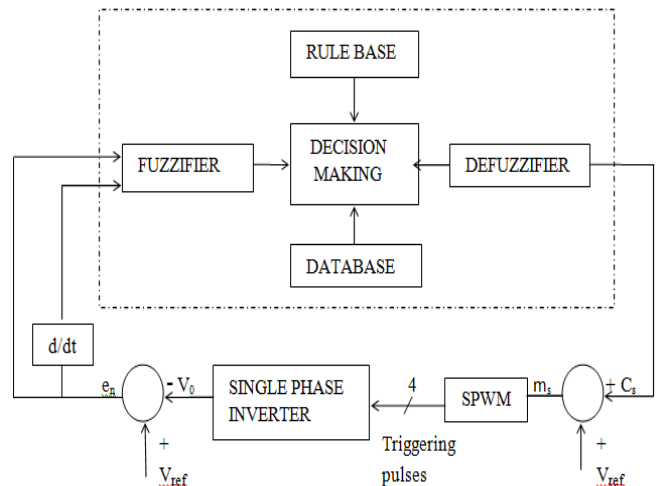 RULE BASE
FUZZIFIER
DECISION
MAKING
DEFUZZIFIER
DATABASE
d/dt
eₙ
- V₀
SINGLE PHASE
INVERTER
4
Triggering
pulses
SPWM
mₛ
+ Cₛ
+
Vref
+
Vref